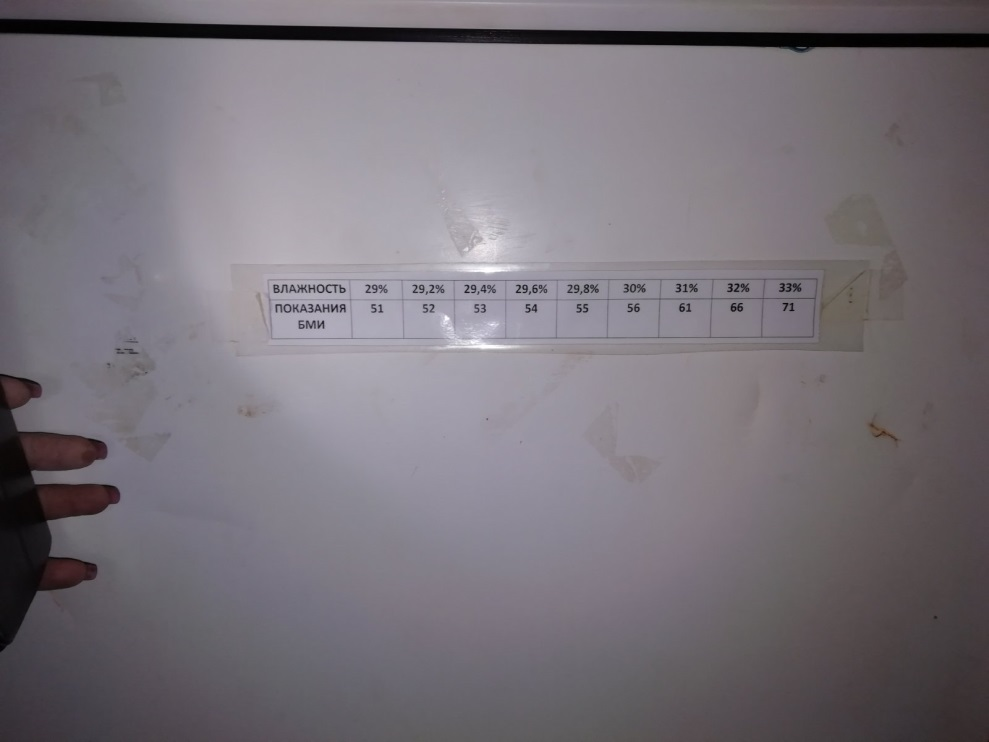 ВЛАЖНОСТЬ 29% 29,2% 29,4% 29,6% 29,8% 30% 31% 32% 33%
ПОКАЗАНИЯ 51 52 53 54 55 56 61 66 71
БМИ